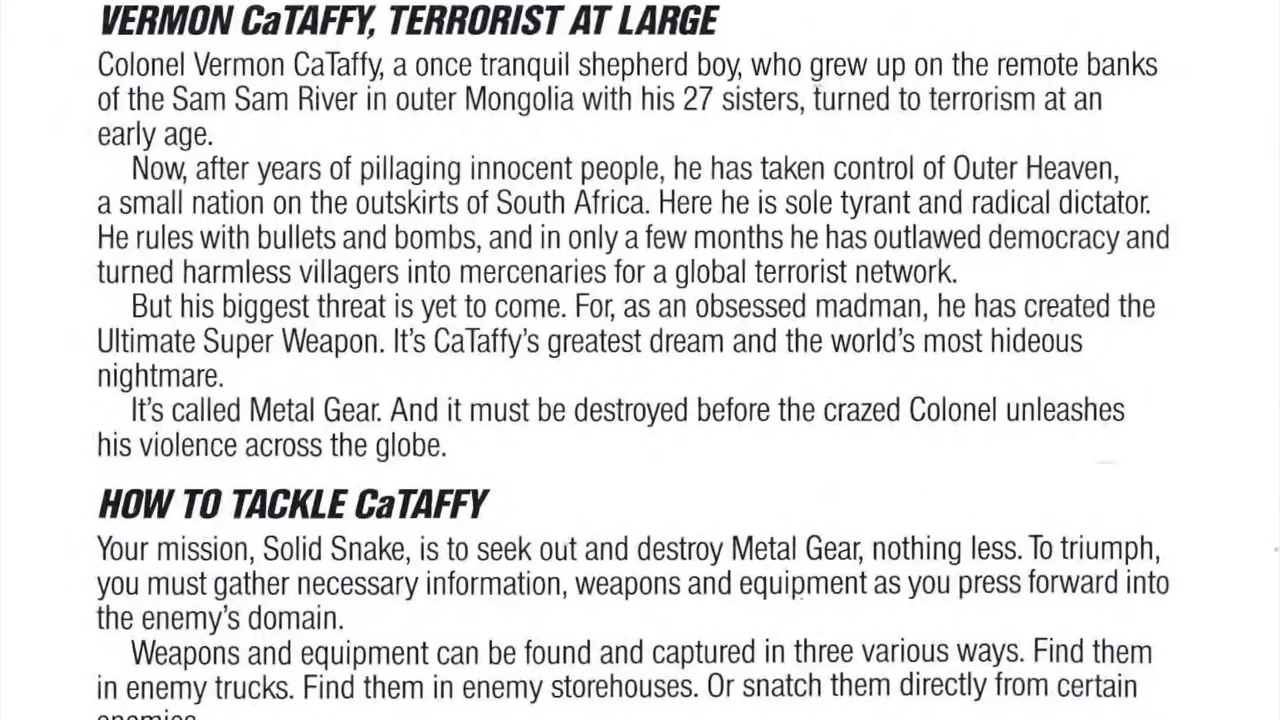 VERMON CaTAFFY, TERRORIST AT LARGE
Colonel Vermon CaTaffy, a once tranquil shepherd boy, who grew up on the remote banks
of the Sam Sam River in outer Mongolia with his 27 sisters, turned to terrorism at an
early age.
Now, after years of pillaging innocent people, he has taken control of Outer Heaven,
a small nation on the outskirts of South Africa. Here he is sole tyrant and radical dictator.
He rules with bullets and bombs, and in only a few months he has outlawed democracy and
turned harmless villagers into mercenaries for a global terrorist network.
But his biggest threat is yet to come. For, as an obsessed madman, he has created the
Ultimate Super Weapon. It's CaTaffy's greatest dream and the world's most hideous
nightmare.
It's called Metal Gear. And it must be destroyed before the crazed Colonel unleashes
his violence across the globe.
HOW TO TACKLE CaTAFFY
Your mission, Solid Snake, is to seek out and destroy Metal Gear, nothing less. To triumph,
you must gather necessary information, weapons and equipment as you press forward into
the enemy's domain.
Weapons and equipment can be found and captured in three various ways. Find them
in enemy trucks. Find them in enemy storehouses. Or snatch them directly from certain
enemies.